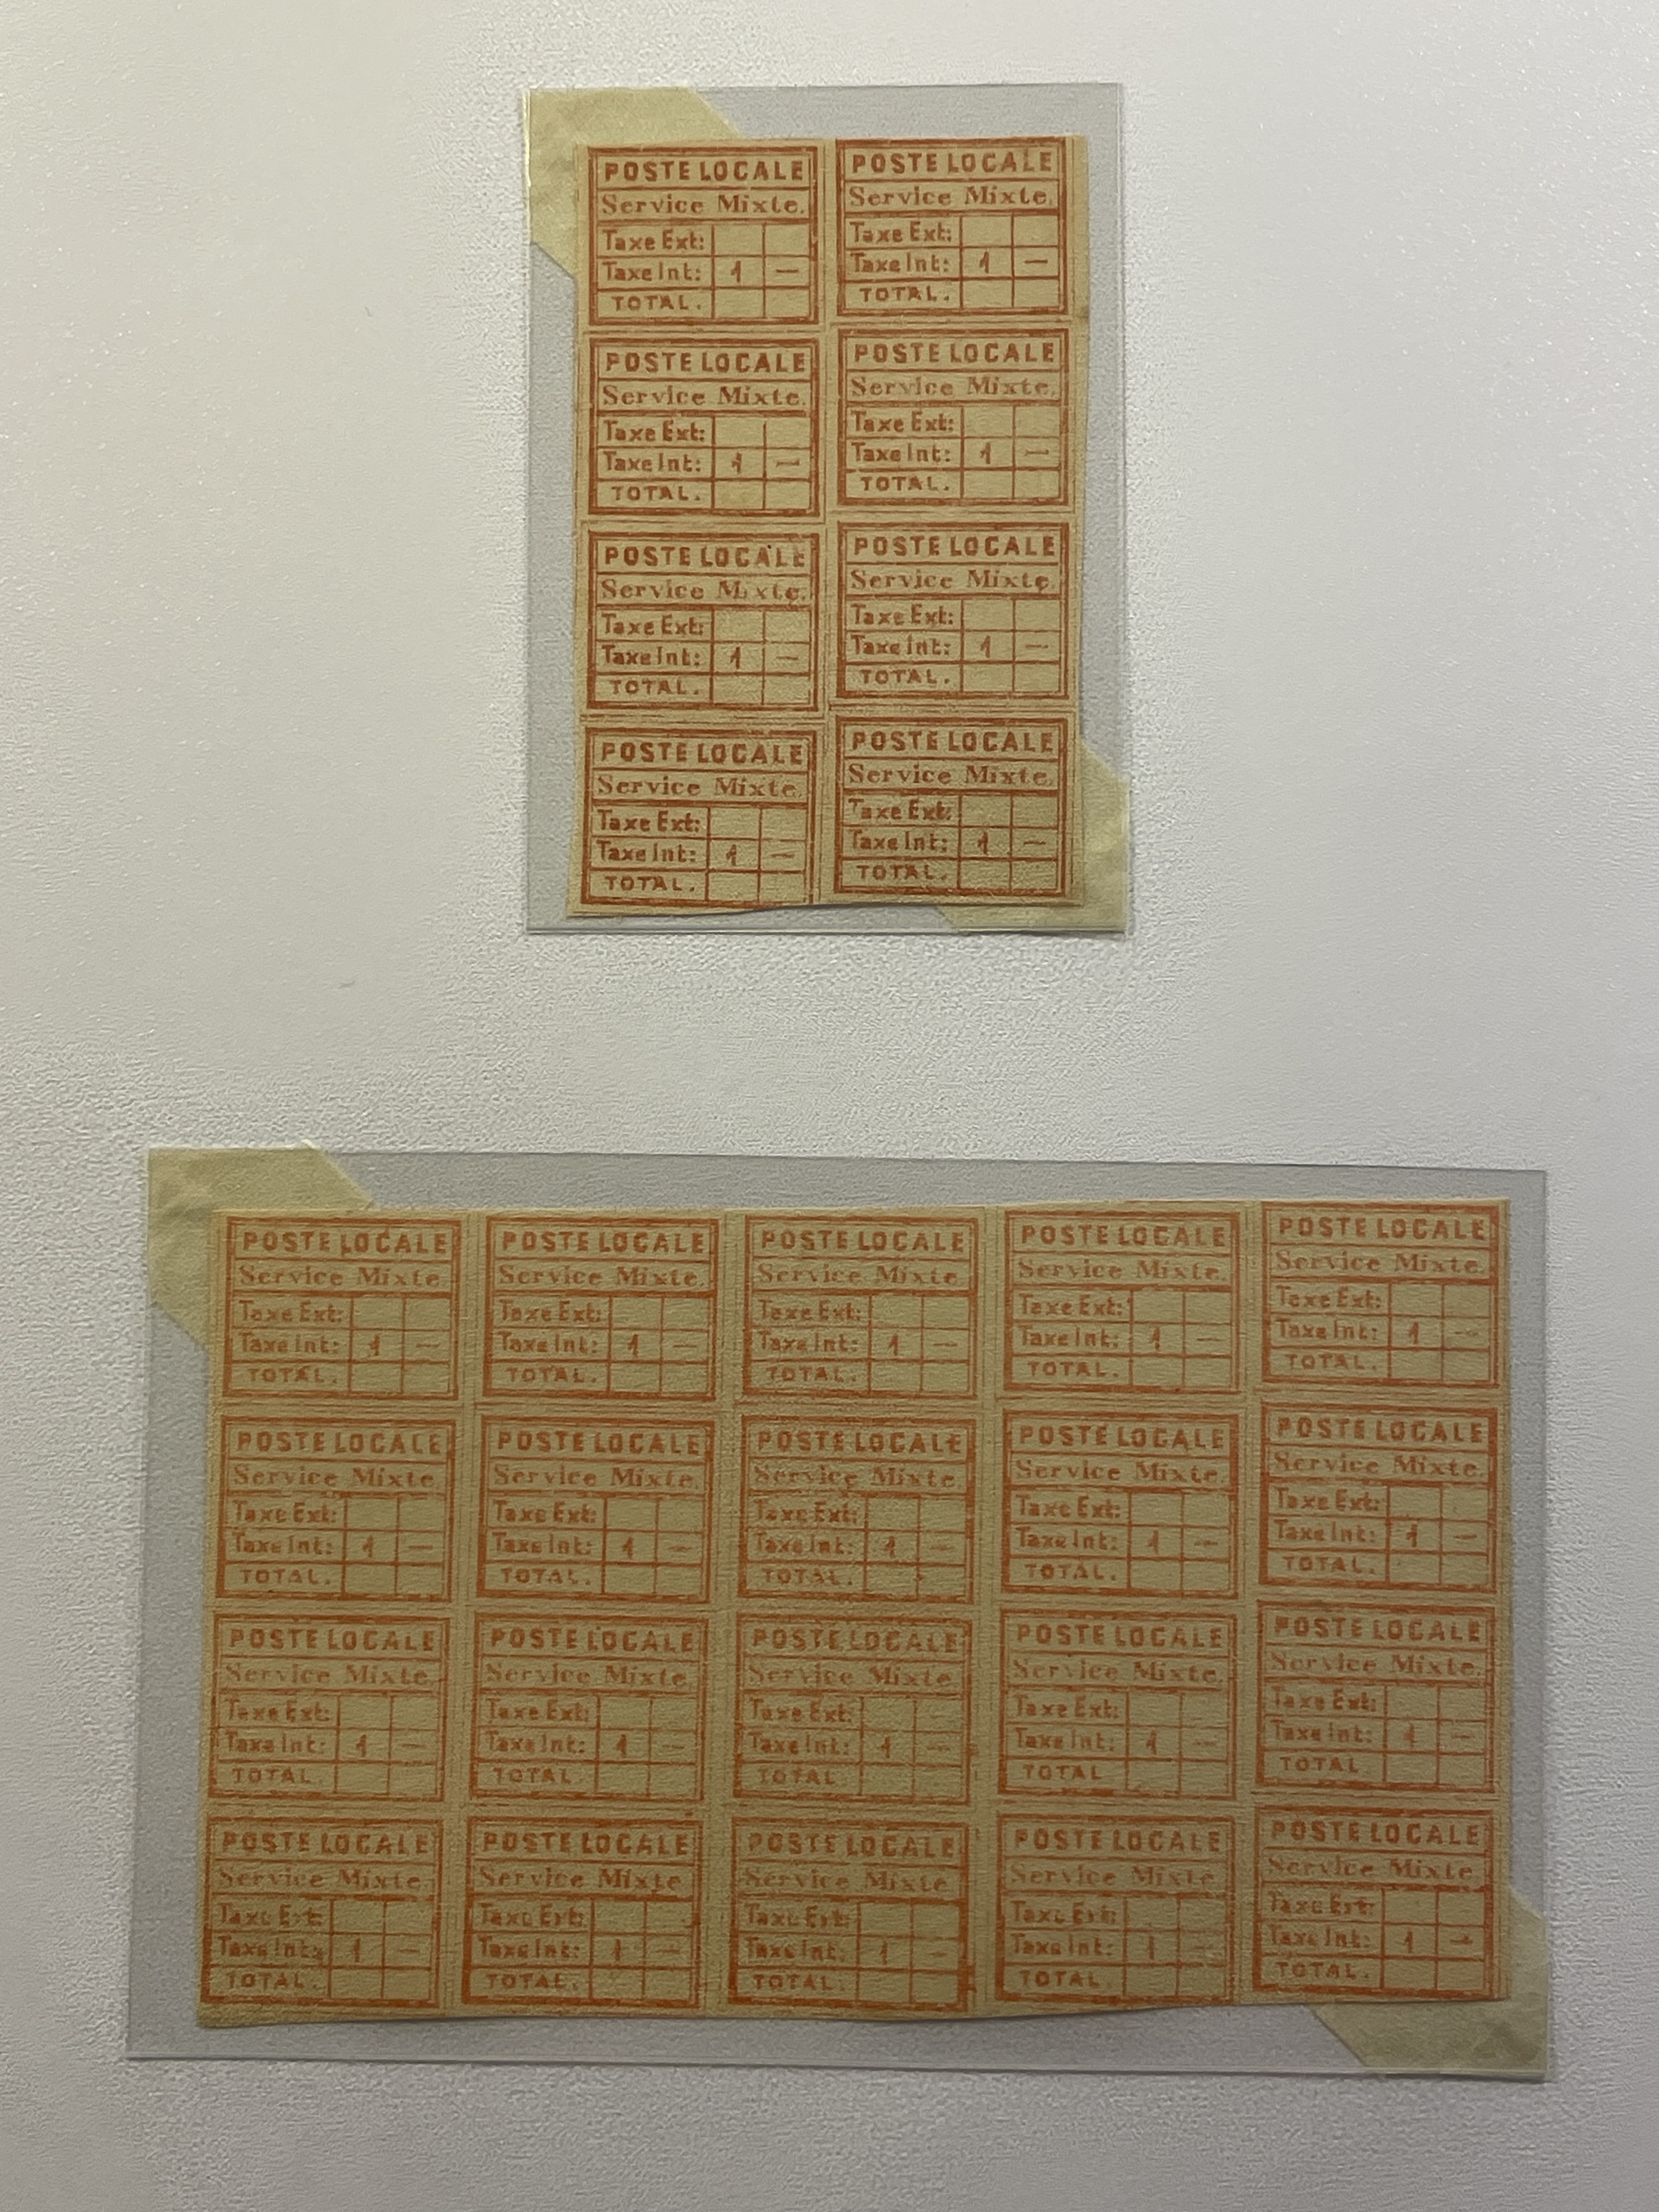 POSTE LOCALE
Service Mixte.
Taxe Ext:
Taxe Int: 1 —
TOTAL.
POSTE LOCALE
Service Mixte.
Taxe Ext:
Taxe Int: 1 —
TOTAL.
POSTE LOCALE
Service Mixte.
Taxe Ext:
Taxe Int: 1 —
TOTAL.
POSTE LOCALE
Service Mixte.
Taxe Ext:
Taxe Int: 1 —
TOTAL.
POSTE LOCALE
Service Mixte.
Taxe Ext:
Taxe Int: 1 —
TOTAL.
POSTE LOCALE
Service Mixte.
Taxe Ext:
Taxe Int: 1 —
TOTAL.
POSTE LOCALE
Service Mixte.
Taxe Ext:
Taxe Int: 1 —
TOTAL.
POSTE LOCALE
Service Mixte.
Taxe Ext:
Taxe Int: 1 —
TOTAL.
POSTE LOCALE
Service Mixte.
Taxe Ext:
Taxe Int: 1 —
TOTAL.
POSTE LOCALE
Service Mixte.
Taxe Ext:
Taxe Int: 1 —
TOTAL.
POSTE LOCALE
Service Mixte.
Taxe Ext:
Taxe Int: 1 —
TOTAL.
POSTE LOCALE
Service Mixte.
Taxe Ext:
Taxe Int: 1 —
TOTAL.
POSTE LOCALE
Service Mixte.
Taxe Ext:
Taxe Int: 1 —
TOTAL.
POSTE LOCALE
Service Mixte.
Taxe Ext:
Taxe Int: 1 —
TOTAL.
POSTE LOCALE
Service Mixte.
Taxe Ext:
Taxe Int: 1 —
TOTAL.
POSTE LOCALE
Service Mixte.
Taxe Ext:
Taxe Int: 1 —
TOTAL.
POSTE LOCALE
Service Mixte.
Taxe Ext:
Taxe Int: 1 —
TOTAL.
POSTE LOCALE
Service Mixte.
Taxe Ext:
Taxe Int: 1 —
TOTAL.
POSTE LOCALE
Service Mixte.
Taxe Ext:
Taxe Int: 1 —
TOTAL.
POSTE LOCALE
Service Mixte.
Taxe Ext:
Taxe Int: 1 —
TOTAL.
POSTE LOCALE
Service Mixte.
Taxe Ext:
Taxe Int: 1 —
TOTAL.
POSTE LOCALE
Service Mixte.
Taxe Ext:
Taxe Int: 1 —
TOTAL.
POSTE LOCALE
Service Mixte.
Taxe Ext:
Taxe Int: 1 —
TOTAL.
POSTE LOCALE
Service Mixte.
Taxe Ext:
Taxe Int: 1 —
TOTAL.
POSTE LOCALE
Service Mixte.
Taxe Ext:
Taxe Int: 1 —
TOTAL.
POSTE LOCALE
Service Mixte.
Taxe Ext:
Taxe Int: 1 —
TOTAL.
POSTE LOCALE
Service Mixte.
Taxe Ext:
Taxe Int: 1 —
TOTAL.
POSTE LOCALE
Service Mixte.
Taxe Ext:
Taxe Int: 1 —
TOTAL.